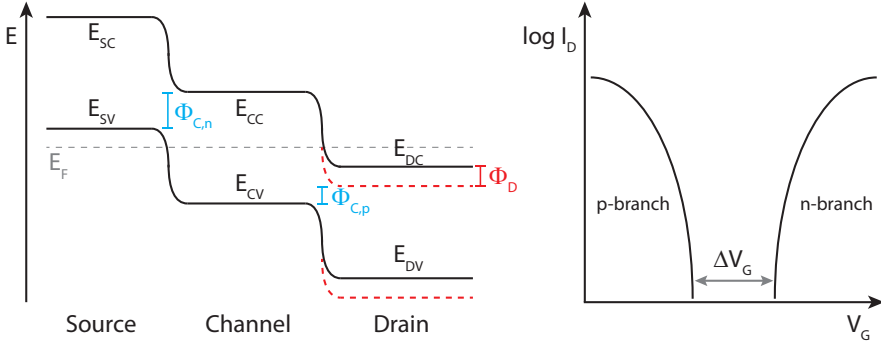 E
E_SC
E_SV
Φ_C,n
E_CC
E_F
E_CV
E_DC
Φ_D
Φ_C,p
E_DV
Source
Channel
Drain
log I_D
p-branch
n-branch
ΔV_G
V_G